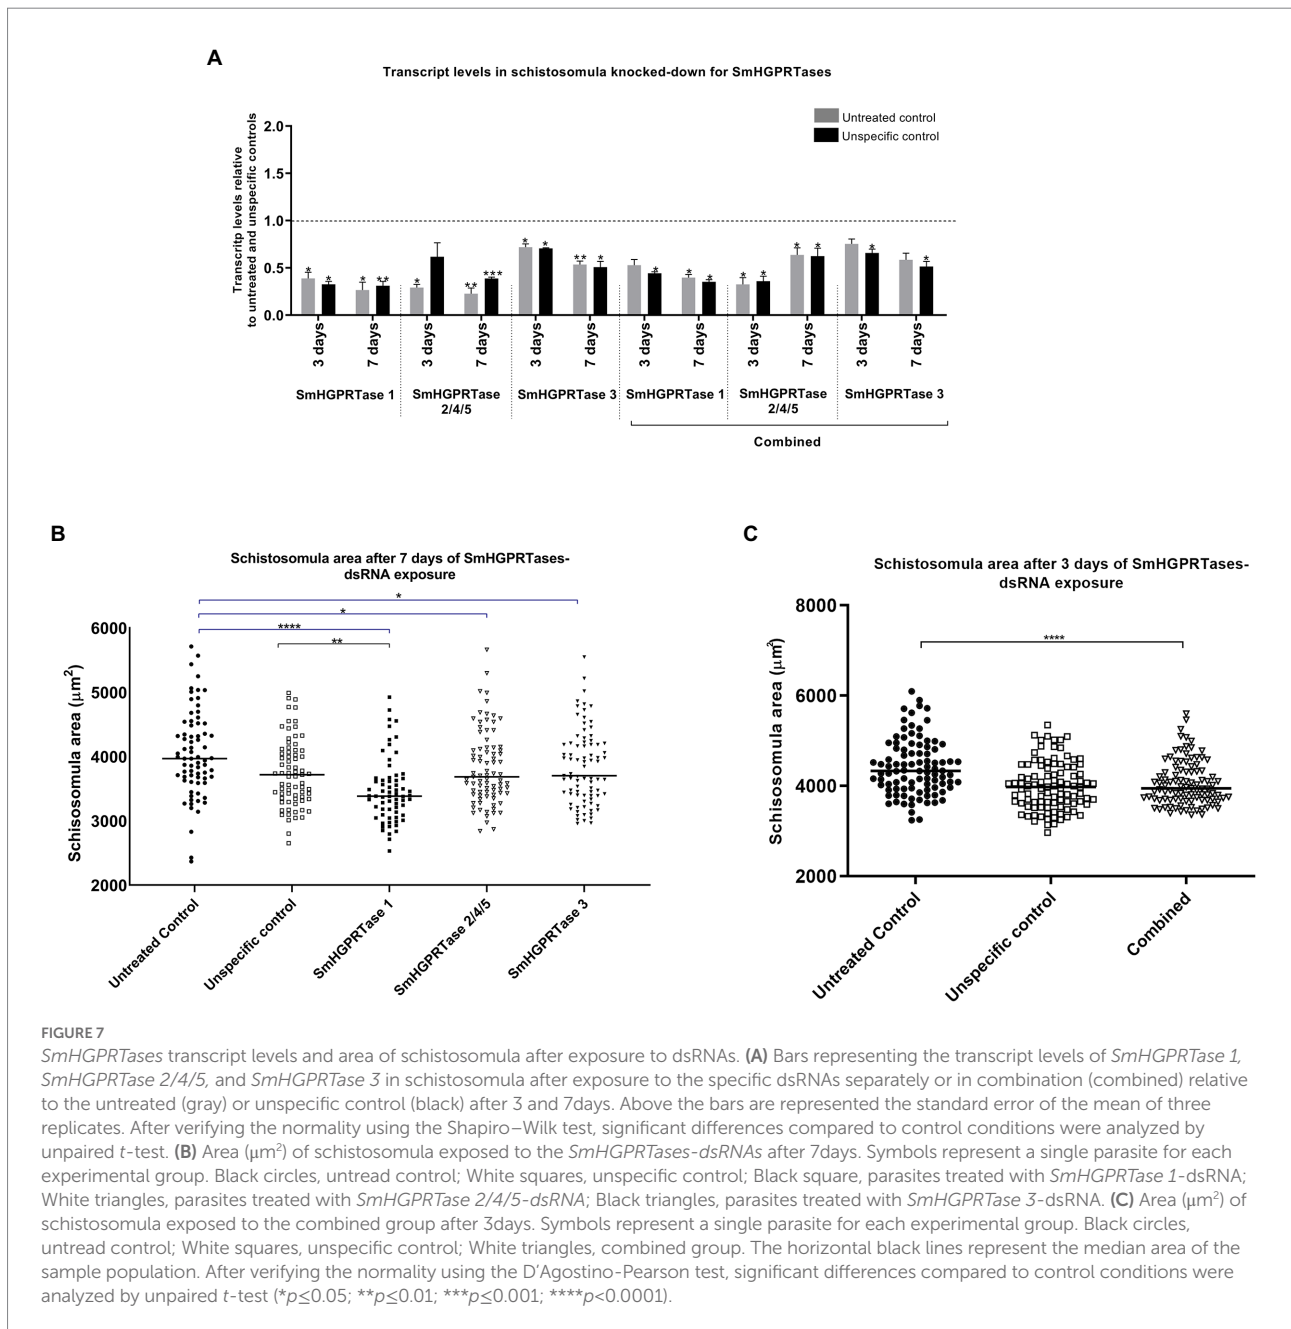 A
Transcript levels in schistosomula knocked-down for SmHGPRTases
Untreated control
Unspecific control
Transcritp levels relative
to untreated and unspecific controls
2.0
1.5
1.0
0.5
0.0
* * * ** * ** *** * * ** * * * * * * * * * *
3 days
7 days
3 days
7 days
3 days
7 days
3 days
7 days
3 days
7 days
3 days
7 days
SmHGPRTase 1
SmHGPRTase
2/4/5
SmHGPRTase 3
SmHGPRTase 1
SmHGPRTase
2/4/5
SmHGPRTase 3
Combined
B
Schistosomula area after 7 days of SmHGPRTases-
dsRNA exposure
*
*
****
**
Schisosomula area (µm²)
6000
5000
4000
3000
2000
Untreated Control
Unspecific control
SmHGPRTase 1
SmHGPRTase 2/4/5
SmHGPRTase 3
C
Schistosomula area after 3 days of SmHGPRTases-
dsRNA exposure
****
Schisosomula area (µm²)
8000
6000
4000
2000
Untreated Control
Unspecific control
Combined
FIGURE 7
SmHGPRTases transcript levels and area of schistosomula after exposure to dsRNAs. (A) Bars representing the transcript levels of SmHGPRTase 1,
SmHGPRTase 2/4/5, and SmHGPRTase 3 in schistosomula after exposure to the specific dsRNAs separately or in combination (combined) relative
to the untreated (gray) or unspecific control (black) after 3 and 7days. Above the bars are represented the standard error of the mean of three
replicates. After verifying the normality using the Shapiro–Wilk test, significant differences compared to control conditions were analyzed by
unpaired t-test. (B) Area (µm²) of schistosomula exposed to the SmHGPRTases-dsRNAs after 7days. Symbols represent a single parasite for each
experimental group. Black circles, untread control; White squares, unspecific control; Black square, parasites treated with SmHGPRTase 1-dsRNA;
White triangles, parasites treated with SmHGPRTase 2/4/5-dsRNA; Black triangles, parasites treated with SmHGPRTase 3-dsRNA. (C) Area (µm²) of
schistosomula exposed to the combined group after 3days. Symbols represent a single parasite for each experimental group. Black circles,
untread control; White squares, unspecific control; White triangles, combined group. The horizontal black lines represent the median area of the
sample population. After verifying the normality using the D’Agostino-Pearson test, significant differences compared to control conditions were
analyzed by unpaired t-test (*p≤0.05; **p≤0.01; ***p≤0.001; ****p<0.0001).